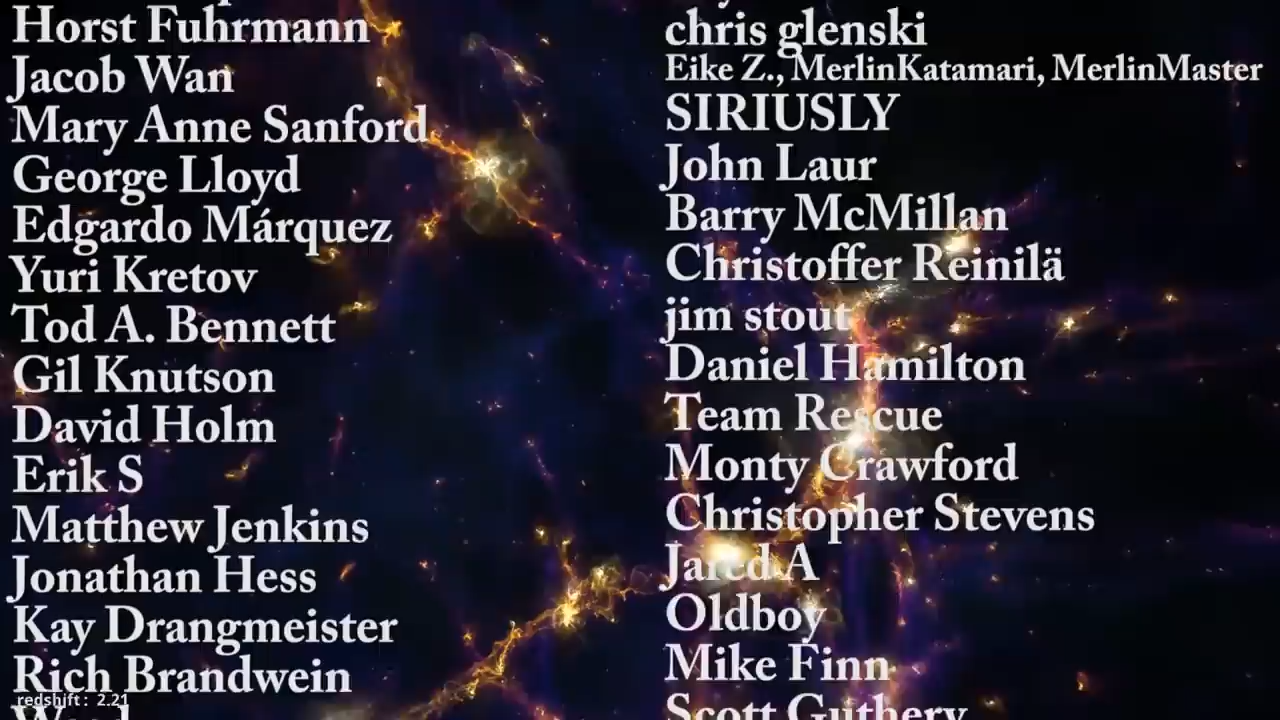 Horst Fuhrmann
Jacob Wan
Mary Anne Sanford
George Lloyd
Edgardo Márquez
Yuri Kretov
Tod A. Bennett
Gil Knutson
David Holm
Erik S
Matthew Jenkins
Jonathan Hess
Kay Drangmeister
Rich Brandwein
redshift: 2.21
chris glenski
Eike Z., MerlinKatamari, MerlinMaster
SIRIUSLY
John Laur
Barry McMillan
Christoffer Reinilä
jim stout
Daniel Hamilton
Team Rescue
Monty Crawford
Christopher Stevens
Jared A
Oldboy
Mike Finn
Scott Guthery